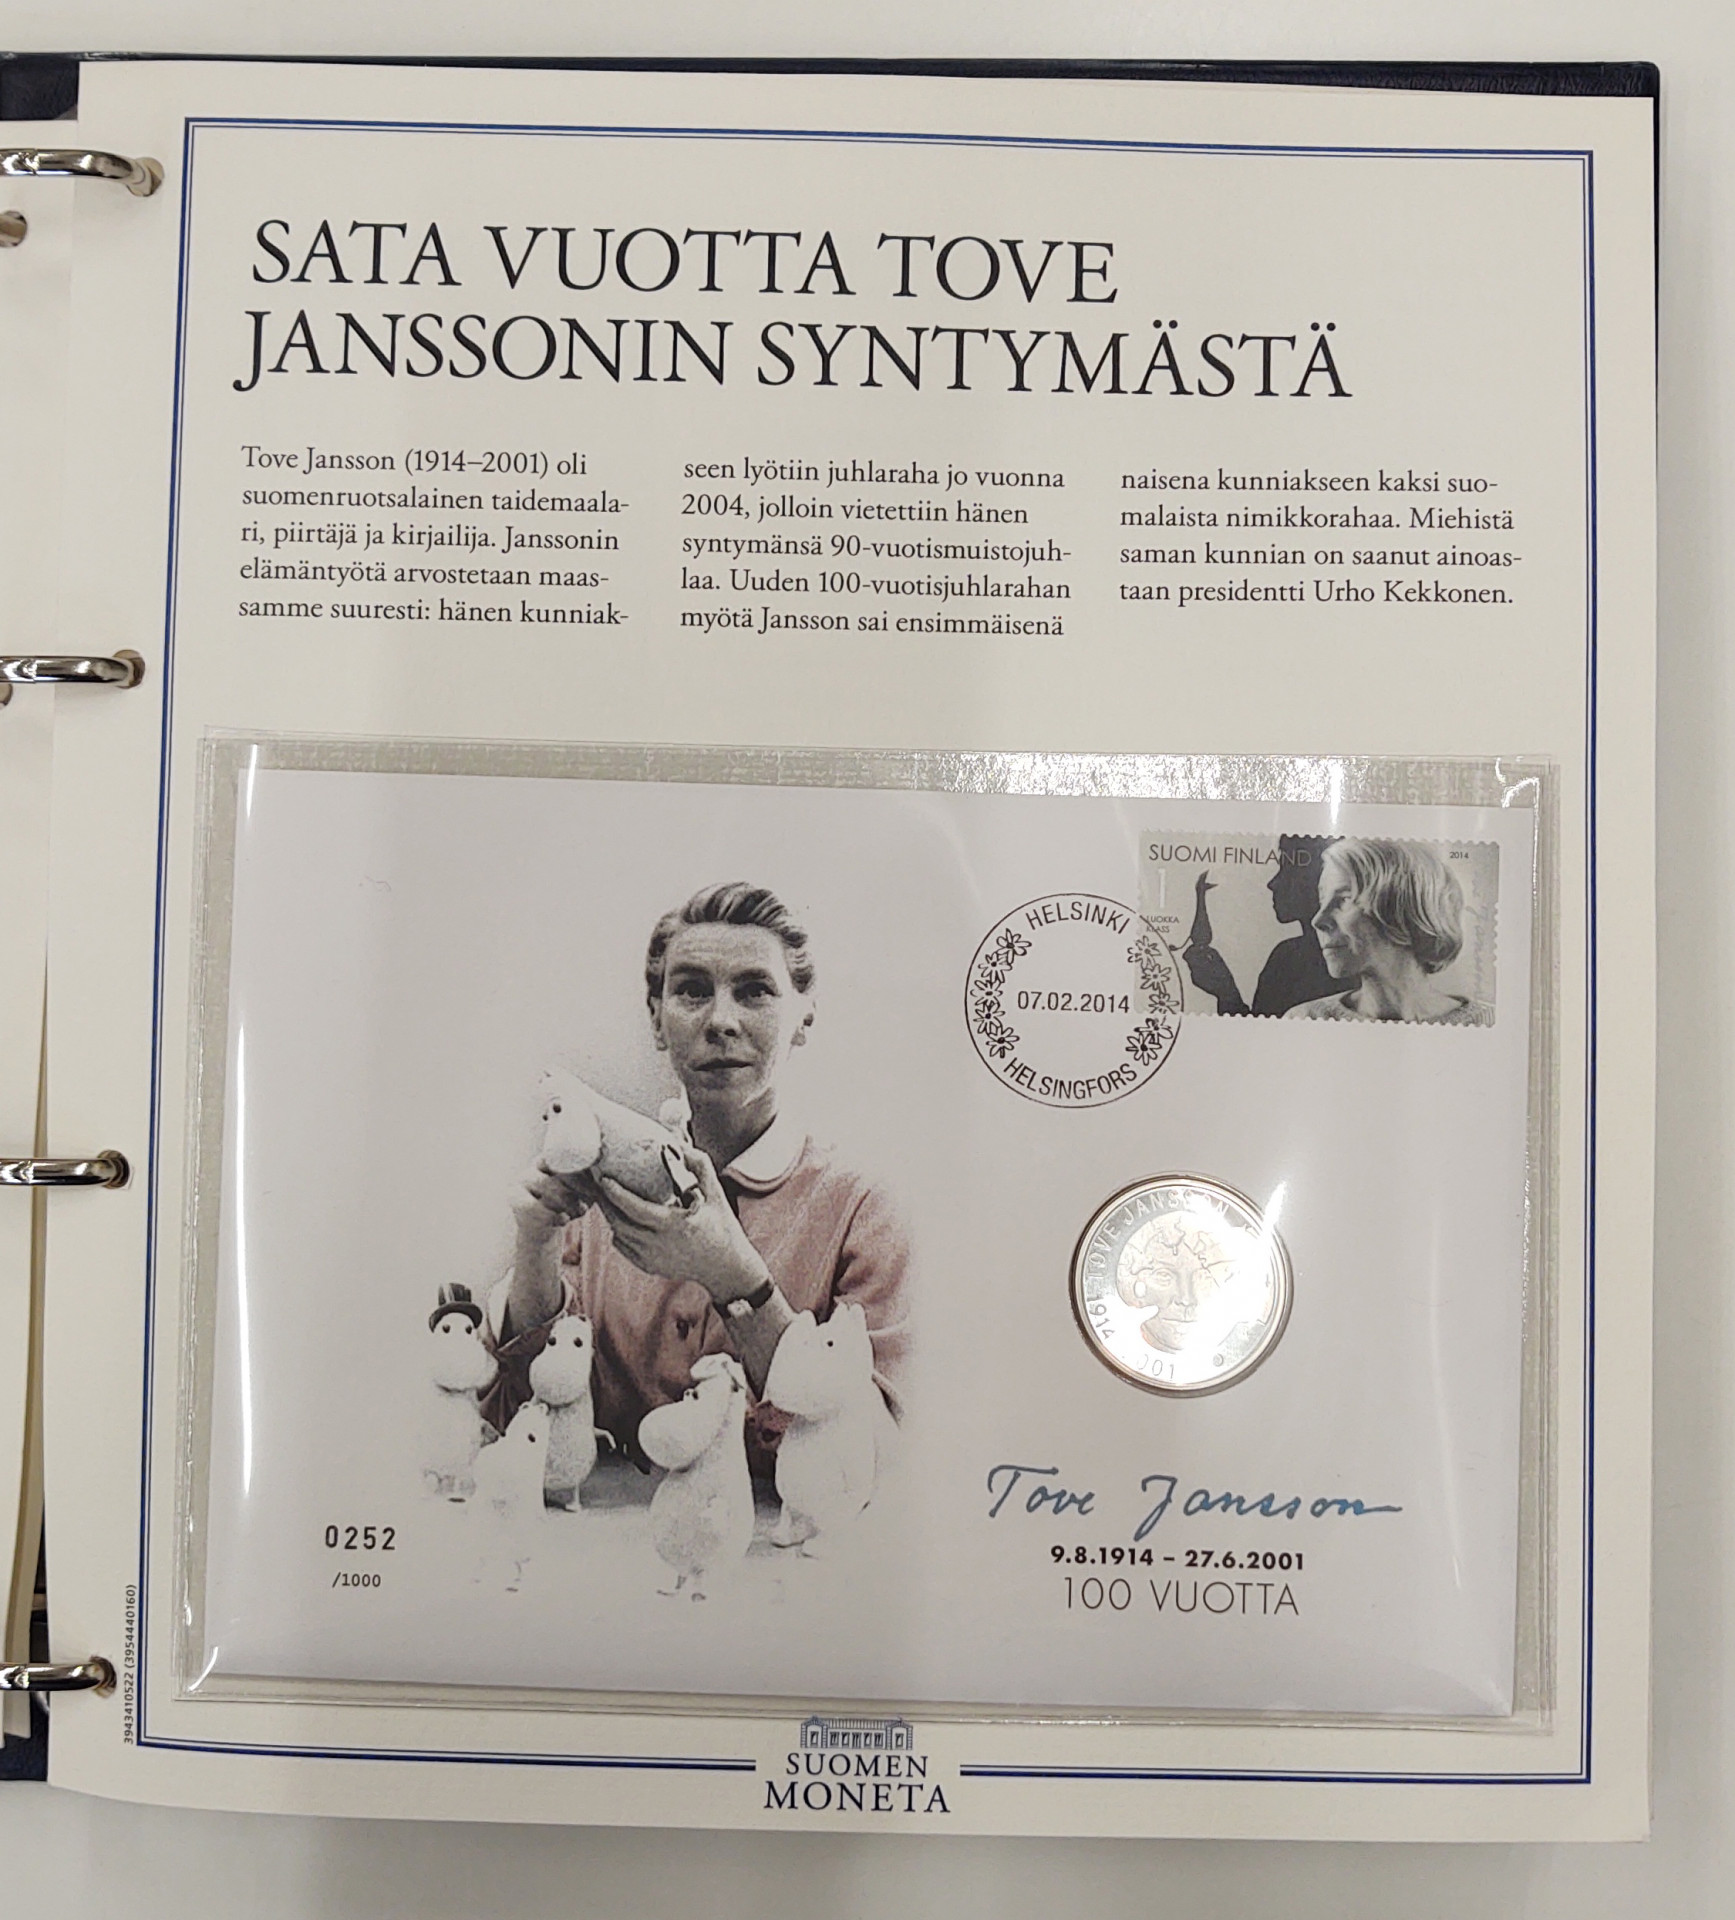 SATA VUOTTA TOVE
JANSSONIN SYNTYMÄSTÄ
Tove Jansson (1914–2001) oli
suomenruotsalainen taidemaala-
ri, piirtäjä ja kirjailija. Janssonin
elämäntyötä arvostetaan maas-
samme suuresti: hänen kunniak-
seen lyötiin juhlaraha jo vuonna
2004, jolloin vietettiin hänen
syntymänsä 90-vuotismuistojuh-
laa. Uuden 100-vuotisjuhlarahan
myötä Jansson sai ensimmäisenä
naisena kunniakseen kaksi suo-
malaista nimikkorahaa. Miehistä
saman kunnian on saanut ainoas-
taan presidentti Urho Kekkonen.
SUOMI FINLAND
2014
1
LUOKKA
KLASS
HELSINKI
07.02.2014
HELSINGFORS
TOVE JANSSON
1914
001
Tove Jansson
9.8.1914 – 27.6.2001
100 VUOTTA
0252
/1000
3943410522 (3954440160)
SUOMEN
MONETA